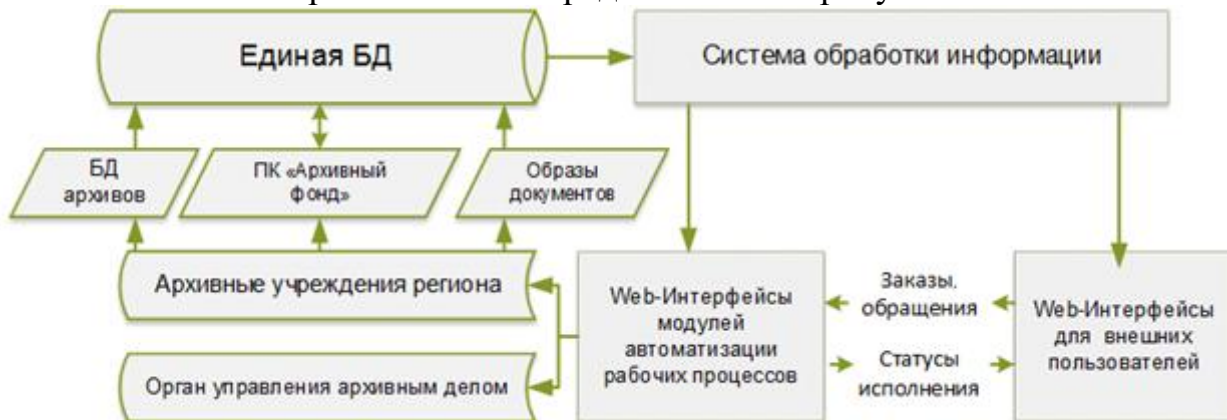 Единая БД
Система обработки информации
БД
архивов
ПК «Архивный
фонд»
Образы
документов
Архивные учреждения региона
Орган управления архивным делом
Web-Интерфейсы
модулей
автоматизации
рабочих процессов
Заказы,
обращения
Статусы
исполнения
Web-Интерфейсы
для внешних
пользователей